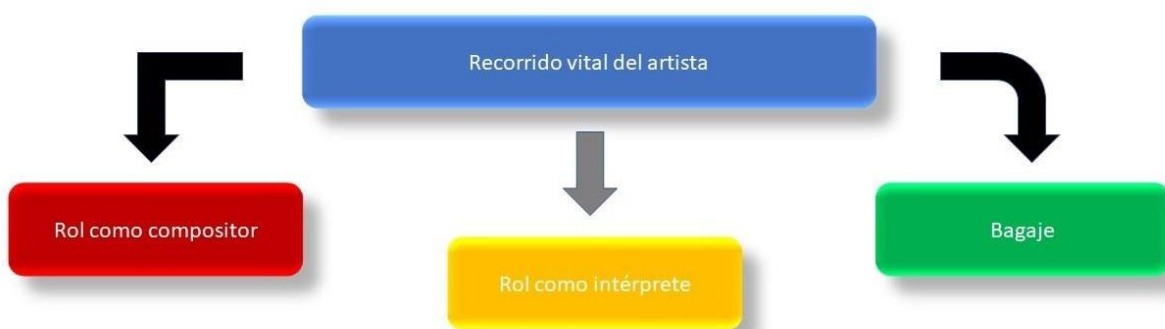 Recorrido vital del artista
Rol como compositor
Bagaje
Rol como intérprete